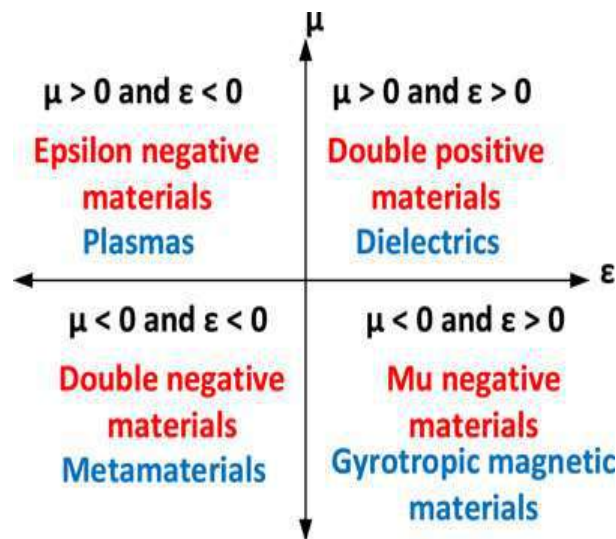 μ
μ > 0 and ε < 0
Epsilon negative
materials
Plasmas
μ > 0 and ε > 0
Double positive
materials
Dielectrics
ε
μ < 0 and ε < 0
Double negative
materials
Metamaterials
μ < 0 and ε > 0
Mu negative
materials
Gyrotropic magnetic
materials